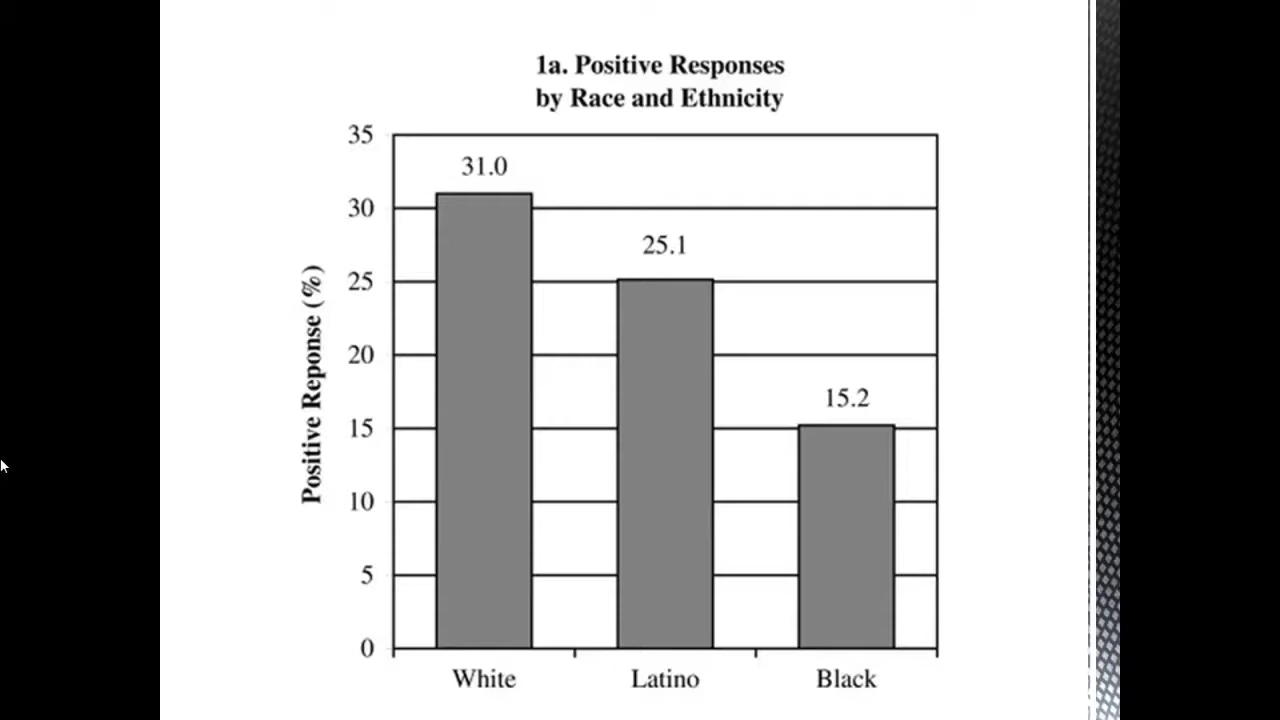 1a. Positive Responses
by Race and Ethnicity
35
30
25
20
15
10
5
0
Positive Reponse (%)
31.0
25.1
15.2
White
Latino
Black